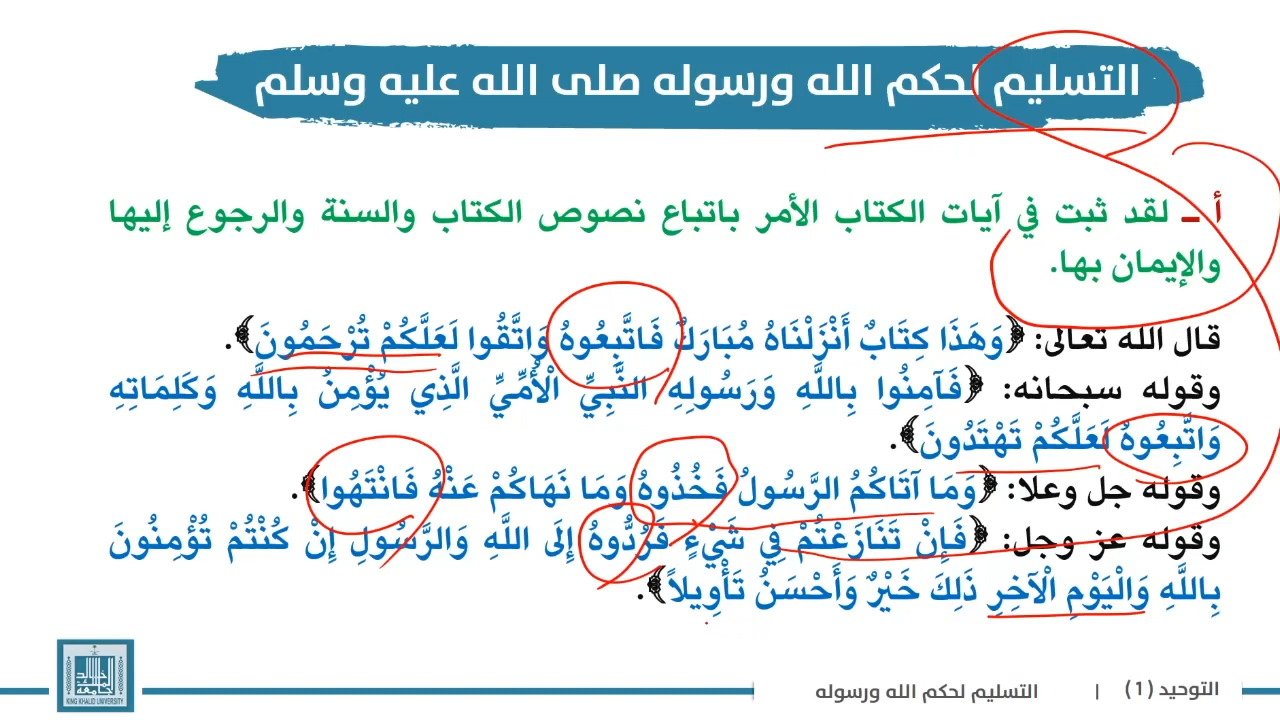 التسليم لحكم الله ورسوله صلى الله عليه وسلم
أ ـ لقد ثبت في آيات الكتاب الأمر باتباع نصوص الكتاب والسنة والرجوع إليها
والإيمان بها.
قال الله تعالى: ﴿وَهَذَا كِتَابٌ أَنْزَلْنَاهُ مُبَارَكٌ فَاتَّبِعُوهُ وَاتَّقُوا لَعَلَّكُمْ تُرْحَمُونَ﴾.
وقوله سبحانه: ﴿فَآمِنُوا بِاللَّهِ وَرَسُولِهِ النَّبِيِّ الْأُمِّيِّ الَّذِي يُؤْمِنُ بِاللَّهِ وَكَلِمَاتِهِ
وَاتَّبِعُوهُ لَعَلَّكُمْ تَهْتَدُونَ﴾.
وقوله جل وعلا: ﴿وَمَا آتَاكُمُ الرَّسُولُ فَخُذُوهُ وَمَا نَهَاكُمْ عَنْهُ فَانْتَهُوا﴾.
وقوله عز وجل: ﴿فَإِنْ تَنَازَعْتُمْ فِي شَيْءٍ فَرُدُّوهُ إِلَى اللَّهِ وَالرَّسُولِ إِنْ كُنْتُمْ تُؤْمِنُونَ
بِاللَّهِ وَالْيَوْمِ الْآخِرِ ذَلِكَ خَيْرٌ وَأَحْسَنُ تَأْوِيلاً﴾.
التوحيد (1) | التسليم لحكم الله ورسوله
KING KHALID UNIVERSITY